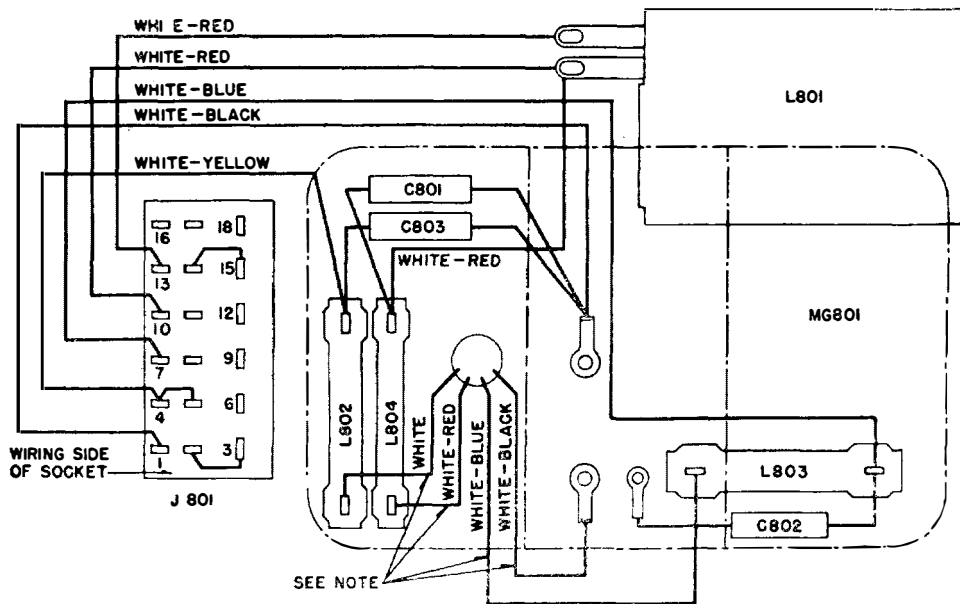 WHI E-RED
WHITE-RED
WHITE-BLUE
WHITE-BLACK
WHITE-YELLOW
L801
C801
C803
WHITE-RED
MG801
16
18
13
15
10
12
7
9
4
6
1
3
WIRING SIDE
OF SOCKET
J 801
L802
L804
WHITE
WHITE-RED
WHITE-BLUE
WHITE-BLACK
L803
C802
SEE NOTE